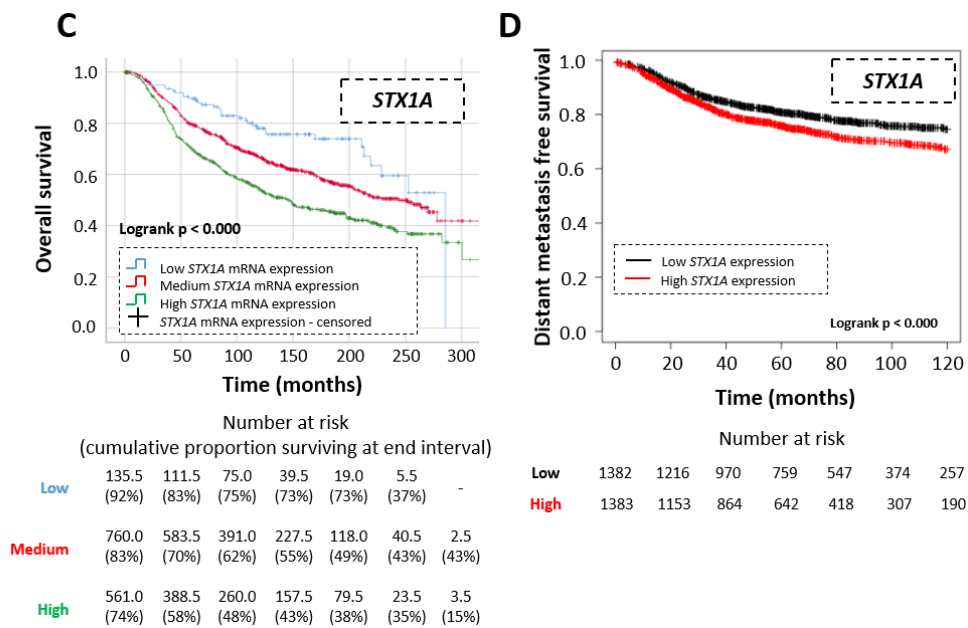 C
STX1A
Overall survival
1.0
0.8
0.6
0.4
0.2
0.0
Logrank p < 0.000
Low STX1A mRNA expression
Medium STX1A mRNA expression
High STX1A mRNA expression
STX1A mRNA expression - censored
0 50 100 150 200 250 300
Time (months)
Number at risk
(cumulative proportion surviving at end interval)
Low
135.5 111.5 75.0 39.5 19.0 5.5 -
(92%) (83%) (75%) (73%) (73%) (37%)
Medium
760.0 583.5 391.0 227.5 118.0 40.5 2.5
(83%) (70%) (62%) (55%) (49%) (43%) (43%)
High
561.0 388.5 260.0 157.5 79.5 23.5 3.5
(74%) (58%) (48%) (43%) (38%) (35%) (15%)
D
STX1A
Distant metastasis free survival
1.0
0.8
0.6
0.4
0.2
0.0
Low STX1A expression
High STX1A expression
Logrank p < 0.000
0 20 40 60 80 100 120
Time (months)
Number at risk
Low 1382 1216 970 759 547 374 257
High 1383 1153 864 642 418 307 190